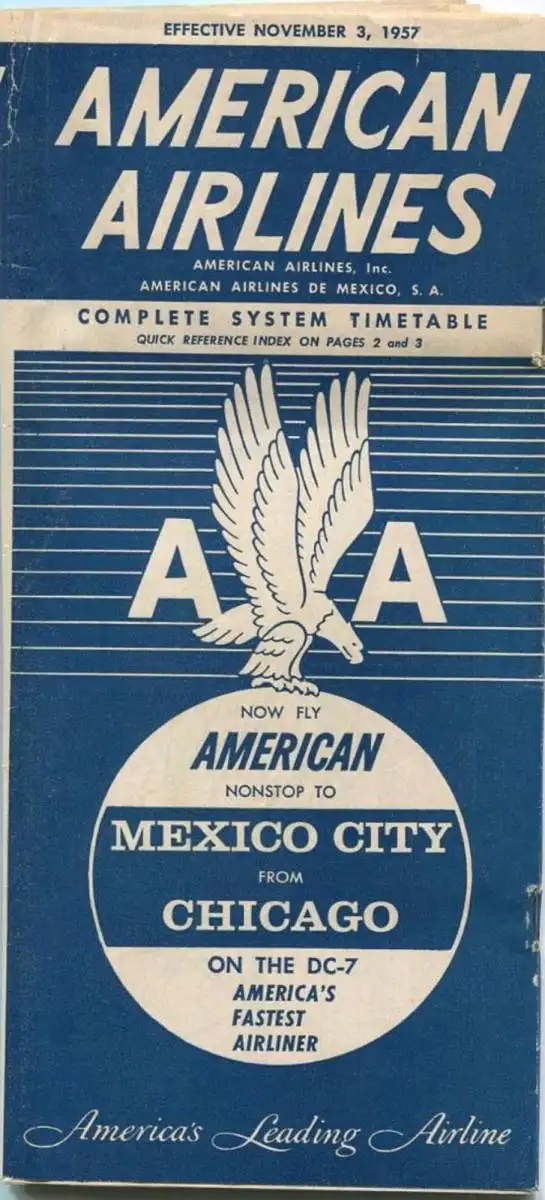 EFFECTIVE NOVEMBER 3, 1957
AMERICAN
AIRLINES
AMERICAN AIRLINES, Inc.
AMERICAN AIRLINES DE MEXICO, S. A.
COMPLETE SYSTEM TIMETABLE
QUICK REFERENCE INDEX ON PAGES 2 and 3
A A
NOW FLY
AMERICAN
NONSTOP TO
MEXICO CITY
FROM
CHICAGO
ON THE DC-7
AMERICA'S
FASTEST
AIRLINER
America's Leading Airline